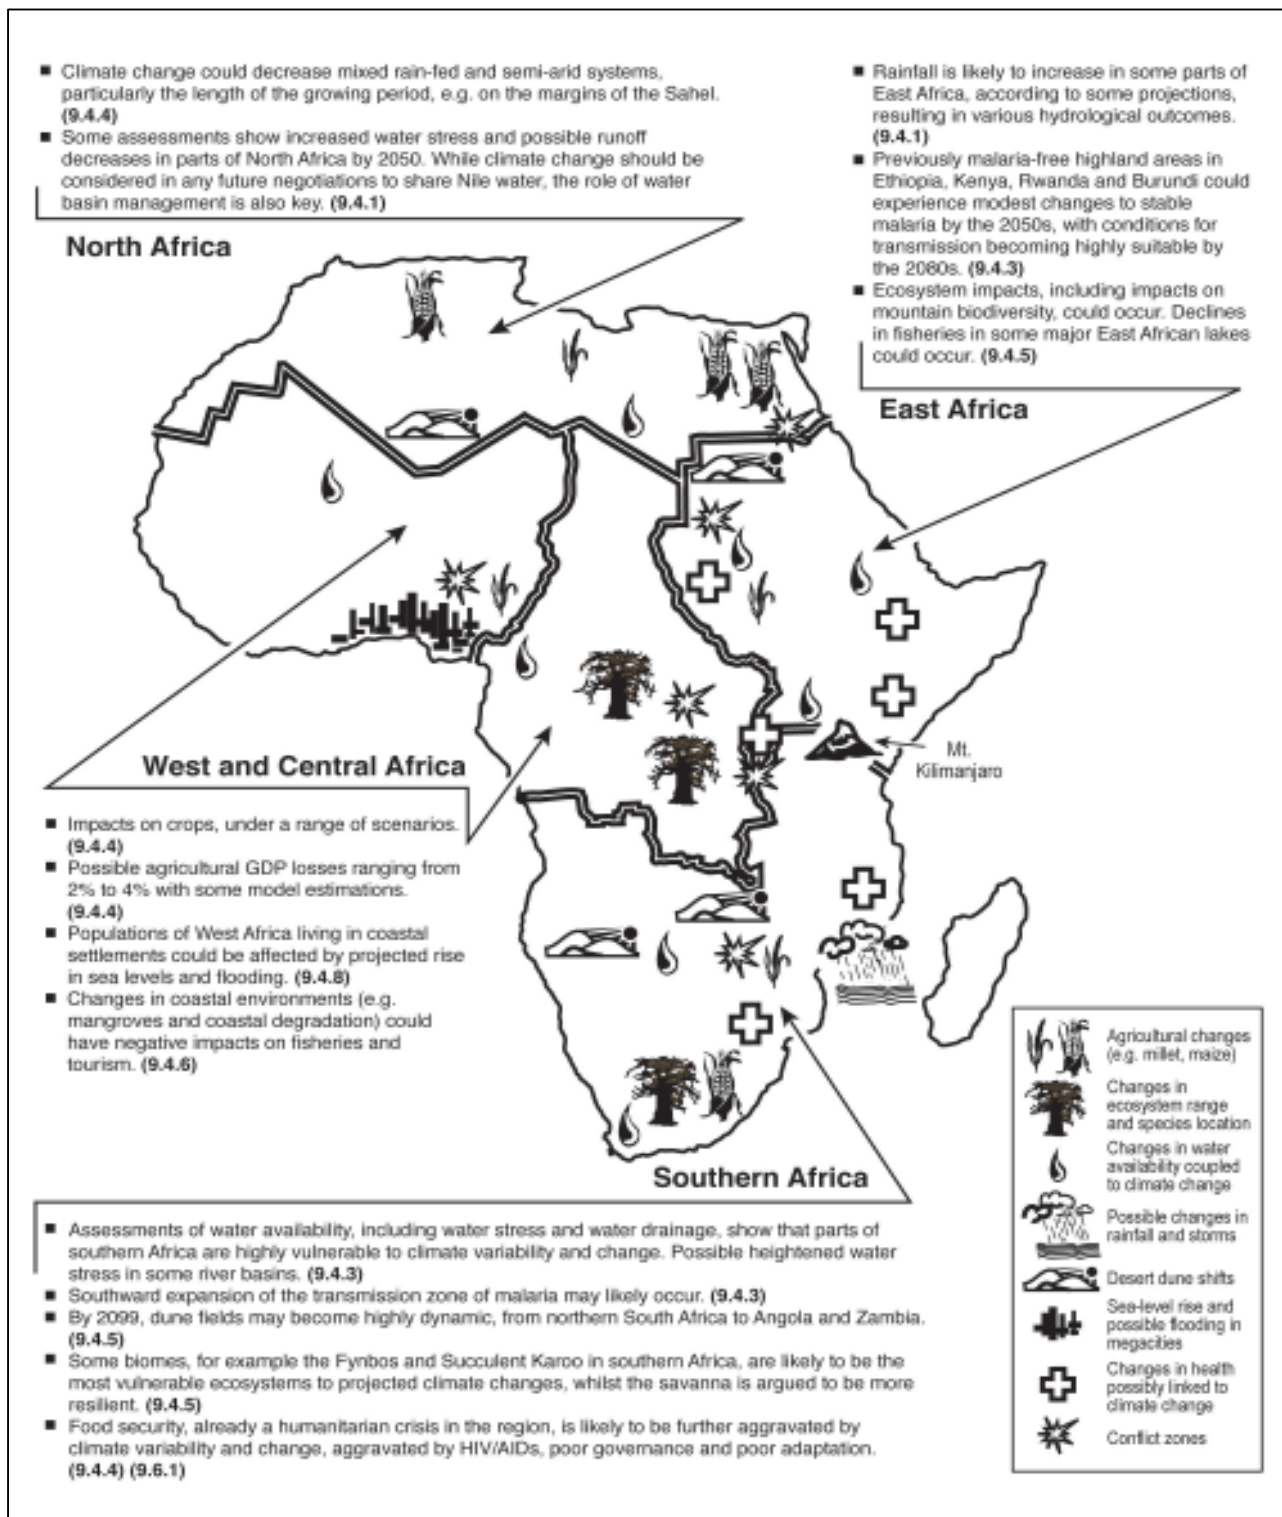 ■ Climate change could decrease mixed rain-fed and semi-arid systems,
particularly the length of the growing period, e.g. on the margins of the Sahel.
(9.4.4)
■ Some assessments show increased water stress and possible runoff
decreases in parts of North Africa by 2050. While climate change should be
considered in any future negotiations to share Nile water, the role of water
basin management is also key. (9.4.1)
North Africa
■ Rainfall is likely to increase in some parts of
East Africa, according to some projections,
resulting in various hydrological outcomes.
(9.4.1)
■ Previously malaria-free highland areas in
Ethiopia, Kenya, Rwanda and Burundi could
experience modest changes to stable
malaria by the 2050s, with conditions for
transmission becoming highly suitable by
the 2080s. (9.4.3)
■ Ecosystem impacts, including impacts on
mountain biodiversity, could occur. Declines
in fisheries in some major East African lakes
could occur. (9.4.5)
East Africa
Mt.
Kilimanjaro
West and Central Africa
■ Impacts on crops, under a range of scenarios.
(9.4.4)
■ Possible agricultural GDP losses ranging from
2% to 4% with some model estimations.
(9.4.4)
■ Populations of West Africa living in coastal
settlements could be affected by projected rise
in sea levels and flooding. (9.4.8)
■ Changes in coastal environments (e.g.
mangroves and coastal degradation) could
have negative impacts on fisheries and
tourism. (9.4.6)
Southern Africa
■ Assessments of water availability, including water stress and water drainage, show that parts of
southern Africa are highly vulnerable to climate variability and change. Possible heightened water
stress in some river basins. (9.4.3)
■ Southward expansion of the transmission zone of malaria may likely occur. (9.4.3)
■ By 2099, dune fields may become highly dynamic, from northern South Africa to Angola and Zambia.
(9.4.5)
■ Some biomes, for example the Fynbos and Succulent Karoo in southern Africa, are likely to be the
most vulnerable ecosystems to projected climate changes, whilst the savanna is argued to be more
resilient. (9.4.5)
■ Food security, already a humanitarian crisis in the region, is likely to be further aggravated by
climate variability and change, aggravated by HIV/AIDs, poor governance and poor adaptation.
(9.4.4) (9.6.1)
Agricultural changes
(e.g. millet, maize)
Changes in
ecosystem range
and species location
Changes in water
availability coupled
to climate change
Possible changes in
rainfall and storms
Desert dune shifts
Sea-level rise and
possible flooding in
megacities
Changes in health
possibly linked to
climate change
Conflict zones